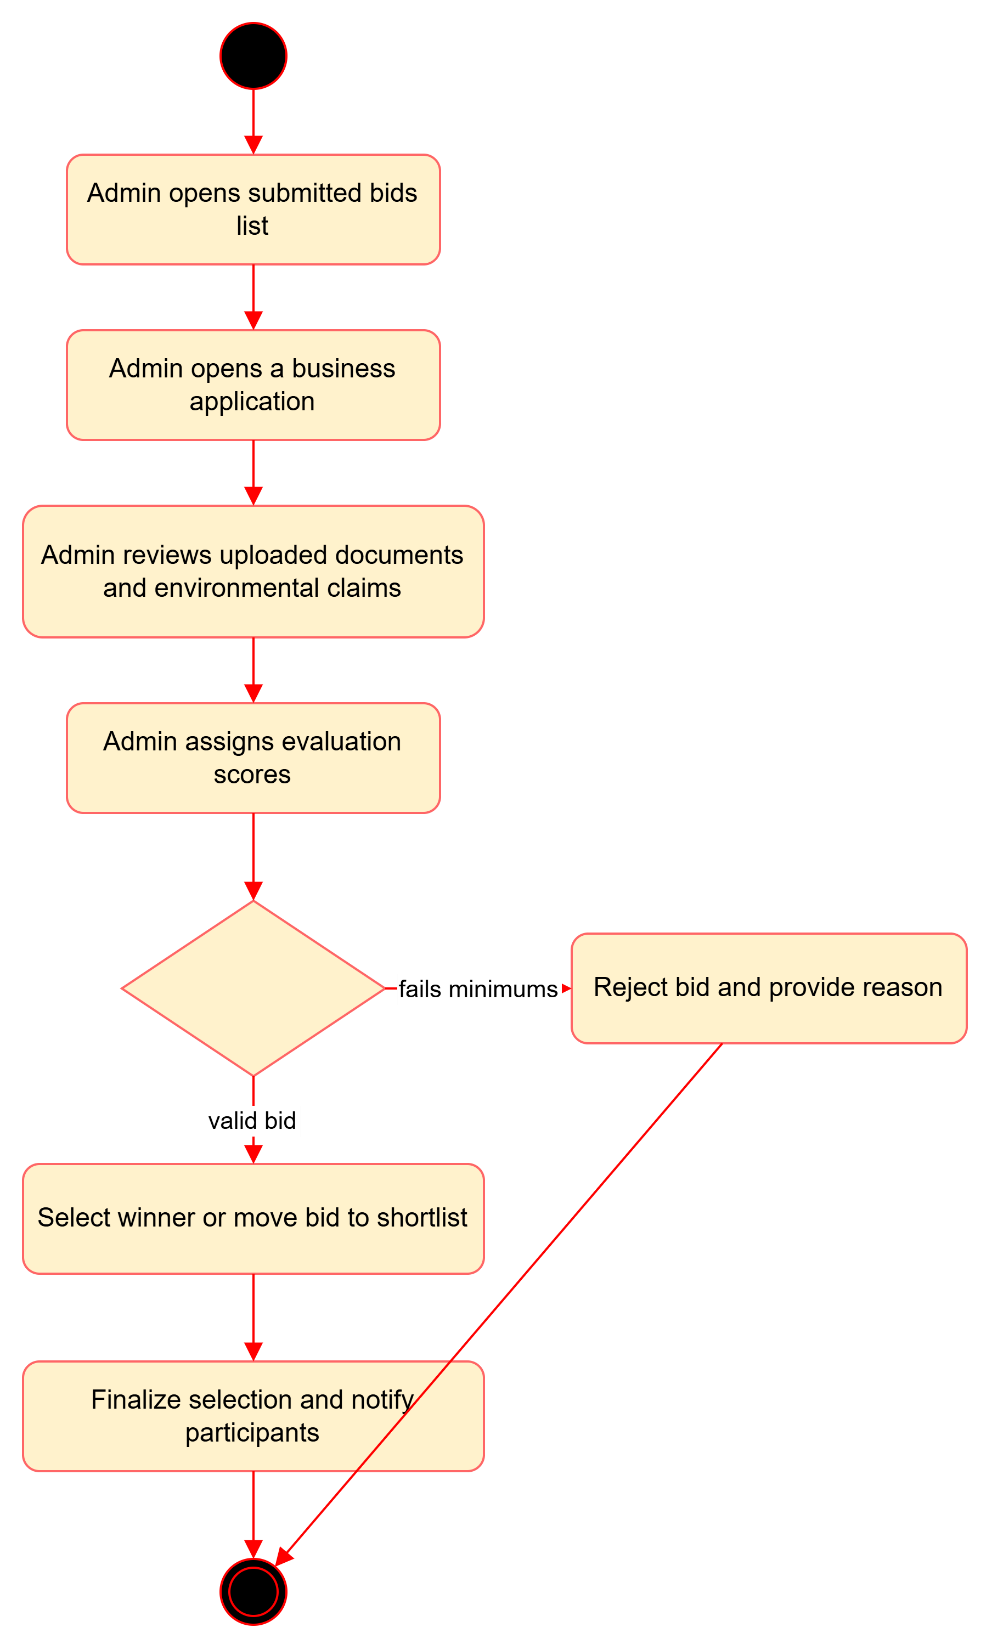 Admin opens submitted bids
list
Admin opens a business
application
Admin reviews uploaded documents
and environmental claims
Admin assigns evaluation
scores
fails minimums
Reject bid and provide reason
valid bid
Select winner or move bid to shortlist
Finalize selection and notify
participants